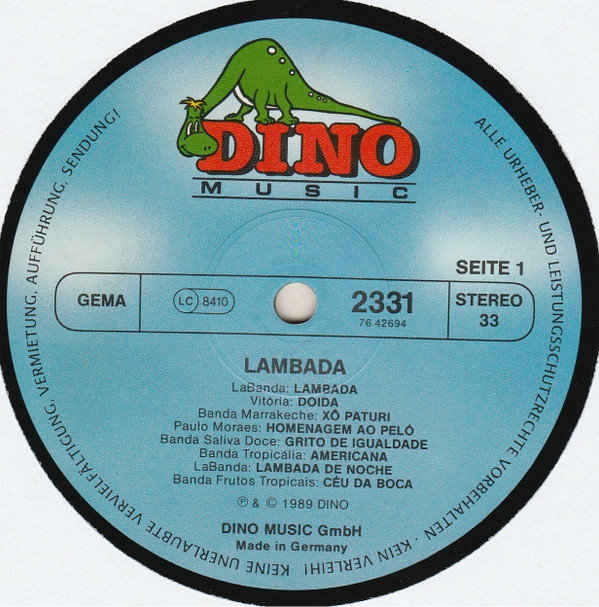 DINO
MUSIC
ALLE URHEBER- UND LEISTUNGSSCHUTZRECHTE VORBEHALTEN · KEIN VERLEIH! KEINE UNERLAUBTE VERVIELFÄLTIGUNG, VERMIETUNG, AUFFÜHRUNG, SENDUNG!
SEITE 1
GEMA
LC 8410
2331
76.42694
STEREO
33
LAMBADA
LaBanda: LAMBADA
Vitória: DOIDA
Banda Marrakeche: XÔ PATURI
Paulo Moraes: HOMENAGEM AO PELÔ
Banda Saliva Doce: GRITO DE IGUALDADE
Banda Tropicália: AMERICANA
LaBanda: LAMBADA DE NOCHE
Banda Frutos Tropicais: CÉU DA BOCA
℗ & © 1989 DINO
DINO MUSIC GmbH
Made in Germany